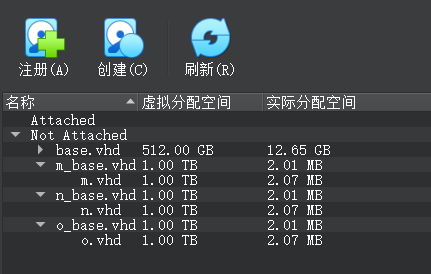 注册(A) 创建(C) 刷新(R)
名称 虚拟分配空间 实际分配空间
Attached
Not Attached
base.vhd 512.00 GB 12.65 GB
m_base.vhd 1.00 TB 2.01 MB
m.vhd 1.00 TB 2.07 MB
n_base.vhd 1.00 TB 2.01 MB
n.vhd 1.00 TB 2.07 MB
o_base.vhd 1.00 TB 2.01 MB
o.vhd 1.00 TB 2.07 MB